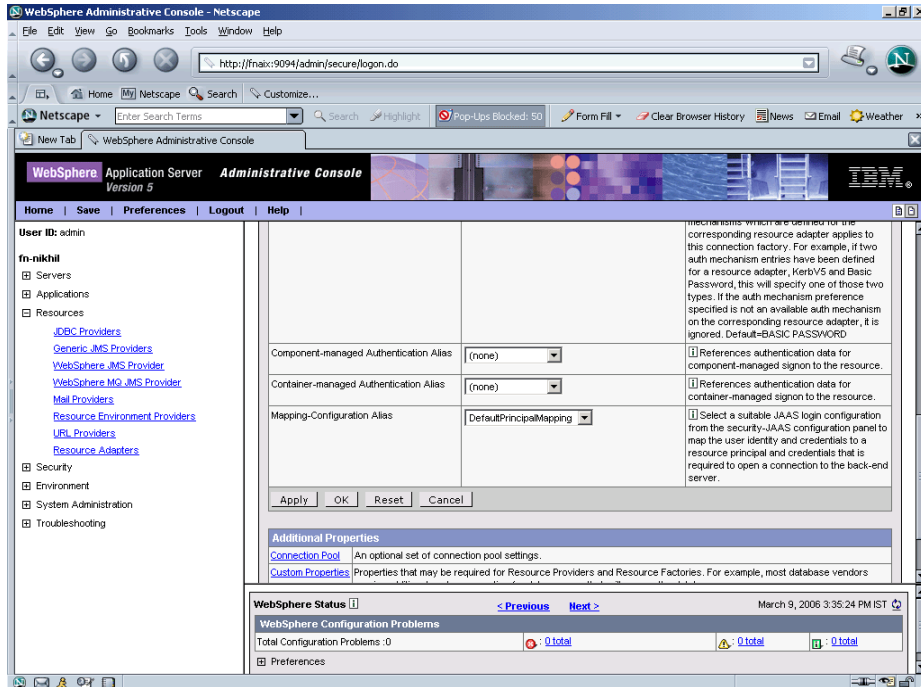 WebSphere Administrative Console - Netscape
File Edit View Go Bookmarks Tools Window Help
http://fnaix:9094/admin/secure/logon.do
Home My Netscape Search Customize...
Netscape Enter Search Terms Search Highlight Pop-Ups Blocked: 50 Form Fill Clear Browser History News Email Weather
New Tab WebSphere Administrative Console
WebSphere Application Server Administrative Console
Version 5
IBM
Home | Save | Preferences | Logout | Help |
User ID: admin
fn-nikhil
Servers
Applications
Resources
JDBC Providers
Generic JMS Providers
WebSphere JMS Provider
WebSphere MQ JMS Provider
Mail Providers
Resource Environment Providers
URL Providers
Resource Adapters
Security
Environment
System Administration
Troubleshooting
mechanisms which are defined for the
corresponding resource adapter applies to
this connection factory. For example, if two
auth mechanism entries have been defined
for a resource adapter, KerbV5 and Basic
Password, this will specify one of those two
types. If the auth mechanism preference
specified is not an available auth mechanism
on the corresponding resource adapter, it is
ignored. Default=BASIC PASSWORD
Component-managed Authentication Alias
(none)
References authentication data for
component-managed signon to the resource.
Container-managed Authentication Alias
(none)
References authentication data for
container-managed signon to the resource.
Mapping-Configuration Alias
DefaultPrincipalMapping
Select a suitable JAAS login configuration
from the security-JAAS configuration panel to
map the user identity and credentials to a
resource principal and credentials that is
required to open a connection to the back-end
server.
Apply OK Reset Cancel
Additional Properties
Connection Pool An optional set of connection pool settings.
Custom Properties Properties that may be required for Resource Providers and Resource Factories. For example, most database vendors
WebSphere Status < Previous Next > March 9, 2006 3:35:24 PM IST
WebSphere Configuration Problems
Total Configuration Problems :0 : 0 total : 0 total : 0 total
Preferences